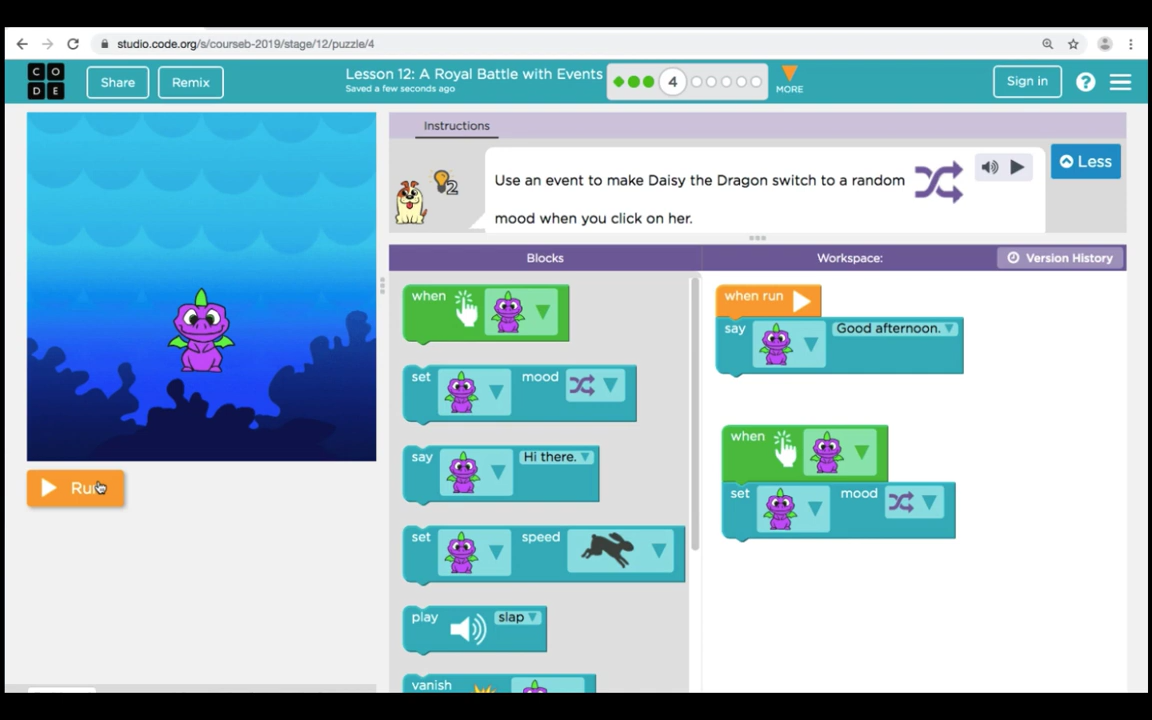 studio.code.org/s/courseb-2019/stage/12/puzzle/4
C O
D E
Share
Remix
Lesson 12: A Royal Battle with Events
Saved a few seconds ago
4
MORE
Sign in
?
Instructions
2
Use an event to make Daisy the Dragon switch to a random
mood when you click on her.
Less
Blocks
Workspace:
Version History
when
set mood
say Hi there.
set speed
play slap
vanish
when run
say Good afternoon.
when
set mood
Run